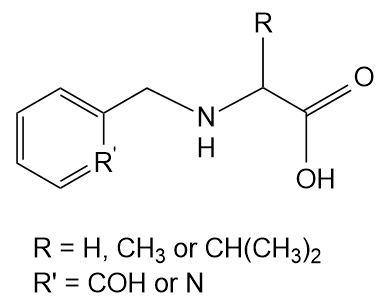 R
O
N
H
R'
OH
R = H, CH₃ or CH(CH₃)₂
R' = COH or N